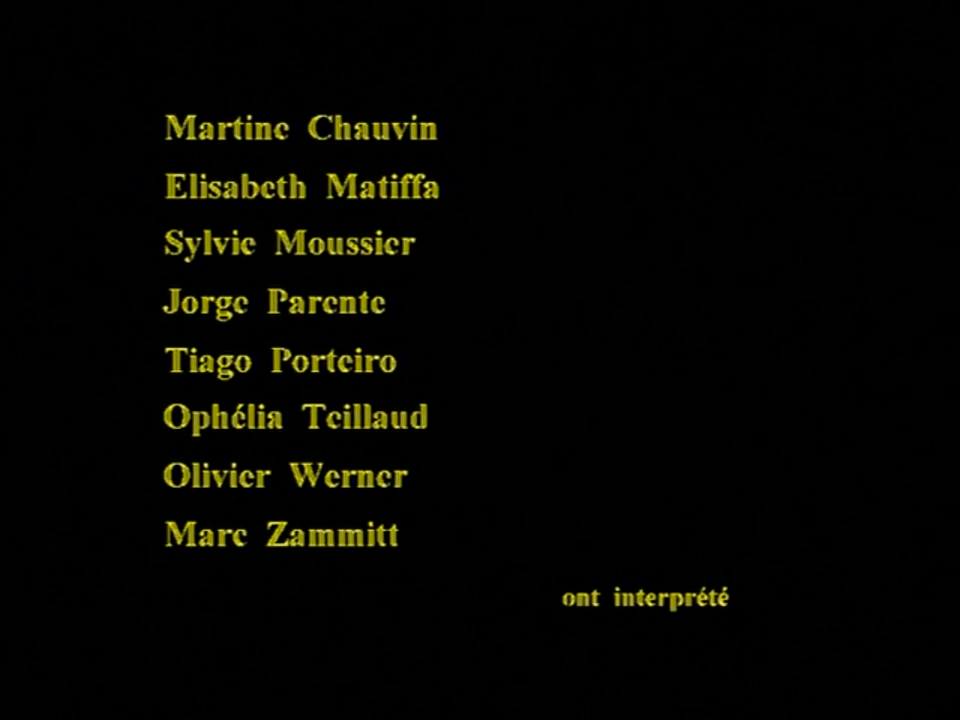 Martine Chauvin
Elisabeth Matiffa
Sylvie Moussier
Jorge Parente
Tiago Porteiro
Ophélia Teillaud
Olivier Werner
Marc Zammitt
ont interprété